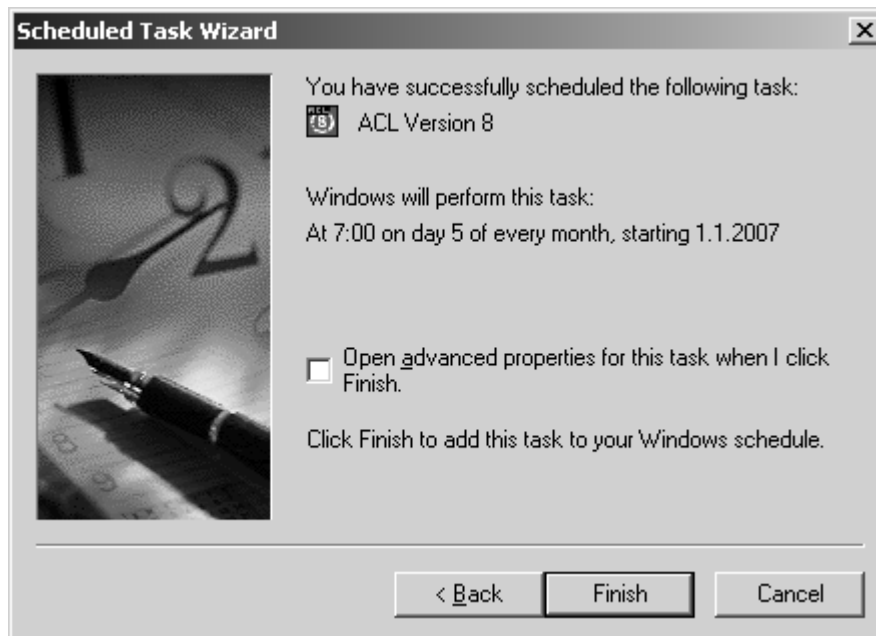 Scheduled Task Wizard
You have successfully scheduled the following task:
ACL Version 8
Windows will perform this task:
At 7:00 on day 5 of every month, starting 1.1.2007
Open advanced properties for this task when I click
Finish.
Click Finish to add this task to your Windows schedule.
< Back
Finish
Cancel